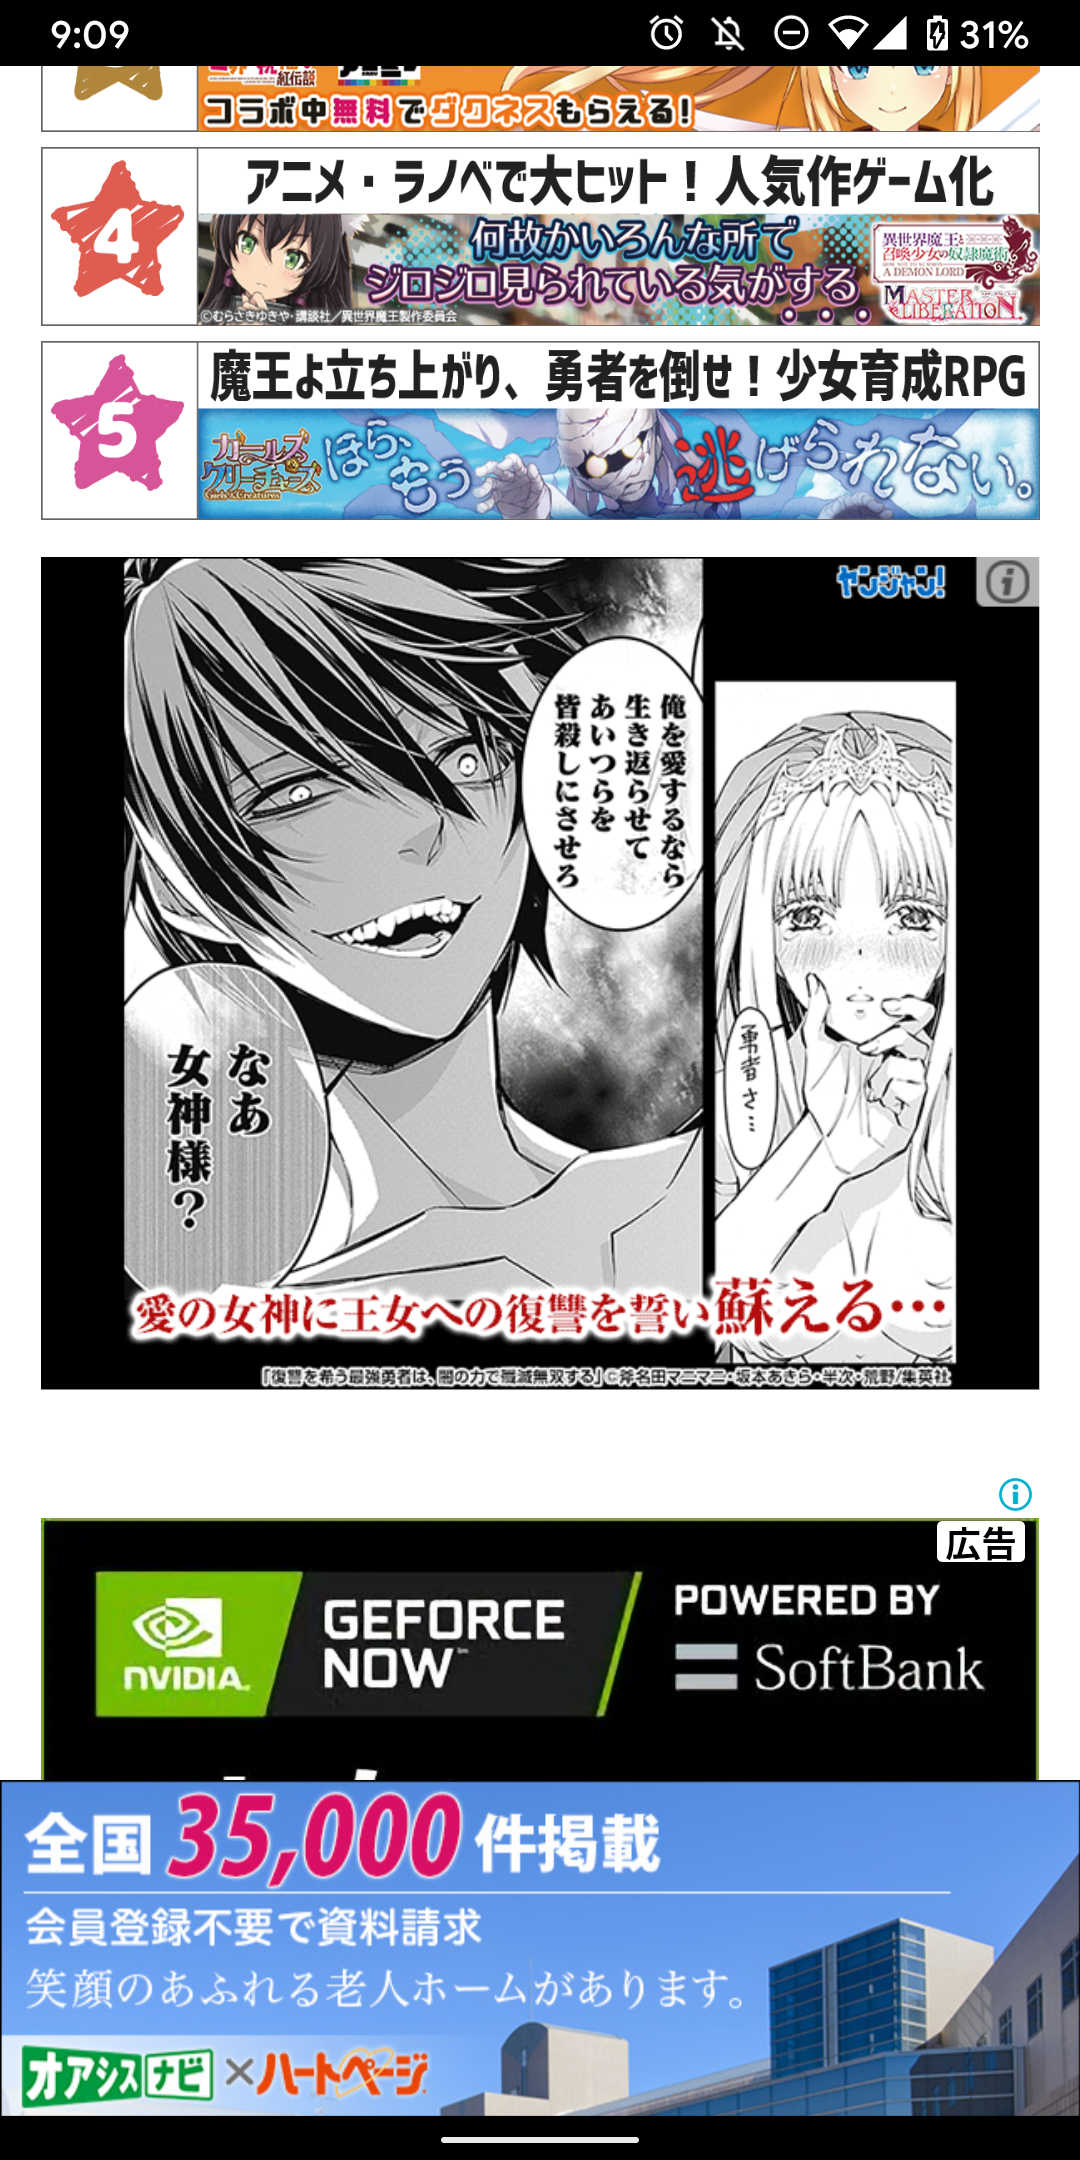 9:09
31%
紅伝説
コラボ中無料でダクネスもらえる!
4
アニメ・ラノベで大ヒット!人気作ゲーム化
何故かいろんな所で
ジロジロ見られている気がする
・・・
異世界魔王と
召喚少女の奴隷魔術
A DEMON LORD
MASTER
LIBERATION
©むらさきゆきや・講談社/異世界魔王製作委員会
5
魔王よ立ち上がり、勇者を倒せ!少女育成RPG
ガールズ
クリーチャーズ
Girls & Creatures
ほら、
もう
逃げられない。
ヤンジャン!
俺を愛するなら
生き返らせて
あいつらを
皆殺しにさせろ
なあ
女神様?
勇者さ…
愛の女神に王女への復讐を誓い蘇える…
「復讐を希う最強勇者は、闇の力で殲滅無双する」©斧名田マニマニ・坂本あきら・半次・荒野/集英社
広告
NVIDIA.
GEFORCE
NOW
POWERED BY
SoftBank
全国35,000件掲載
会員登録不要で資料請求
笑顔のあふれる老人ホームがあります。
オアシスナビ×ハートページ